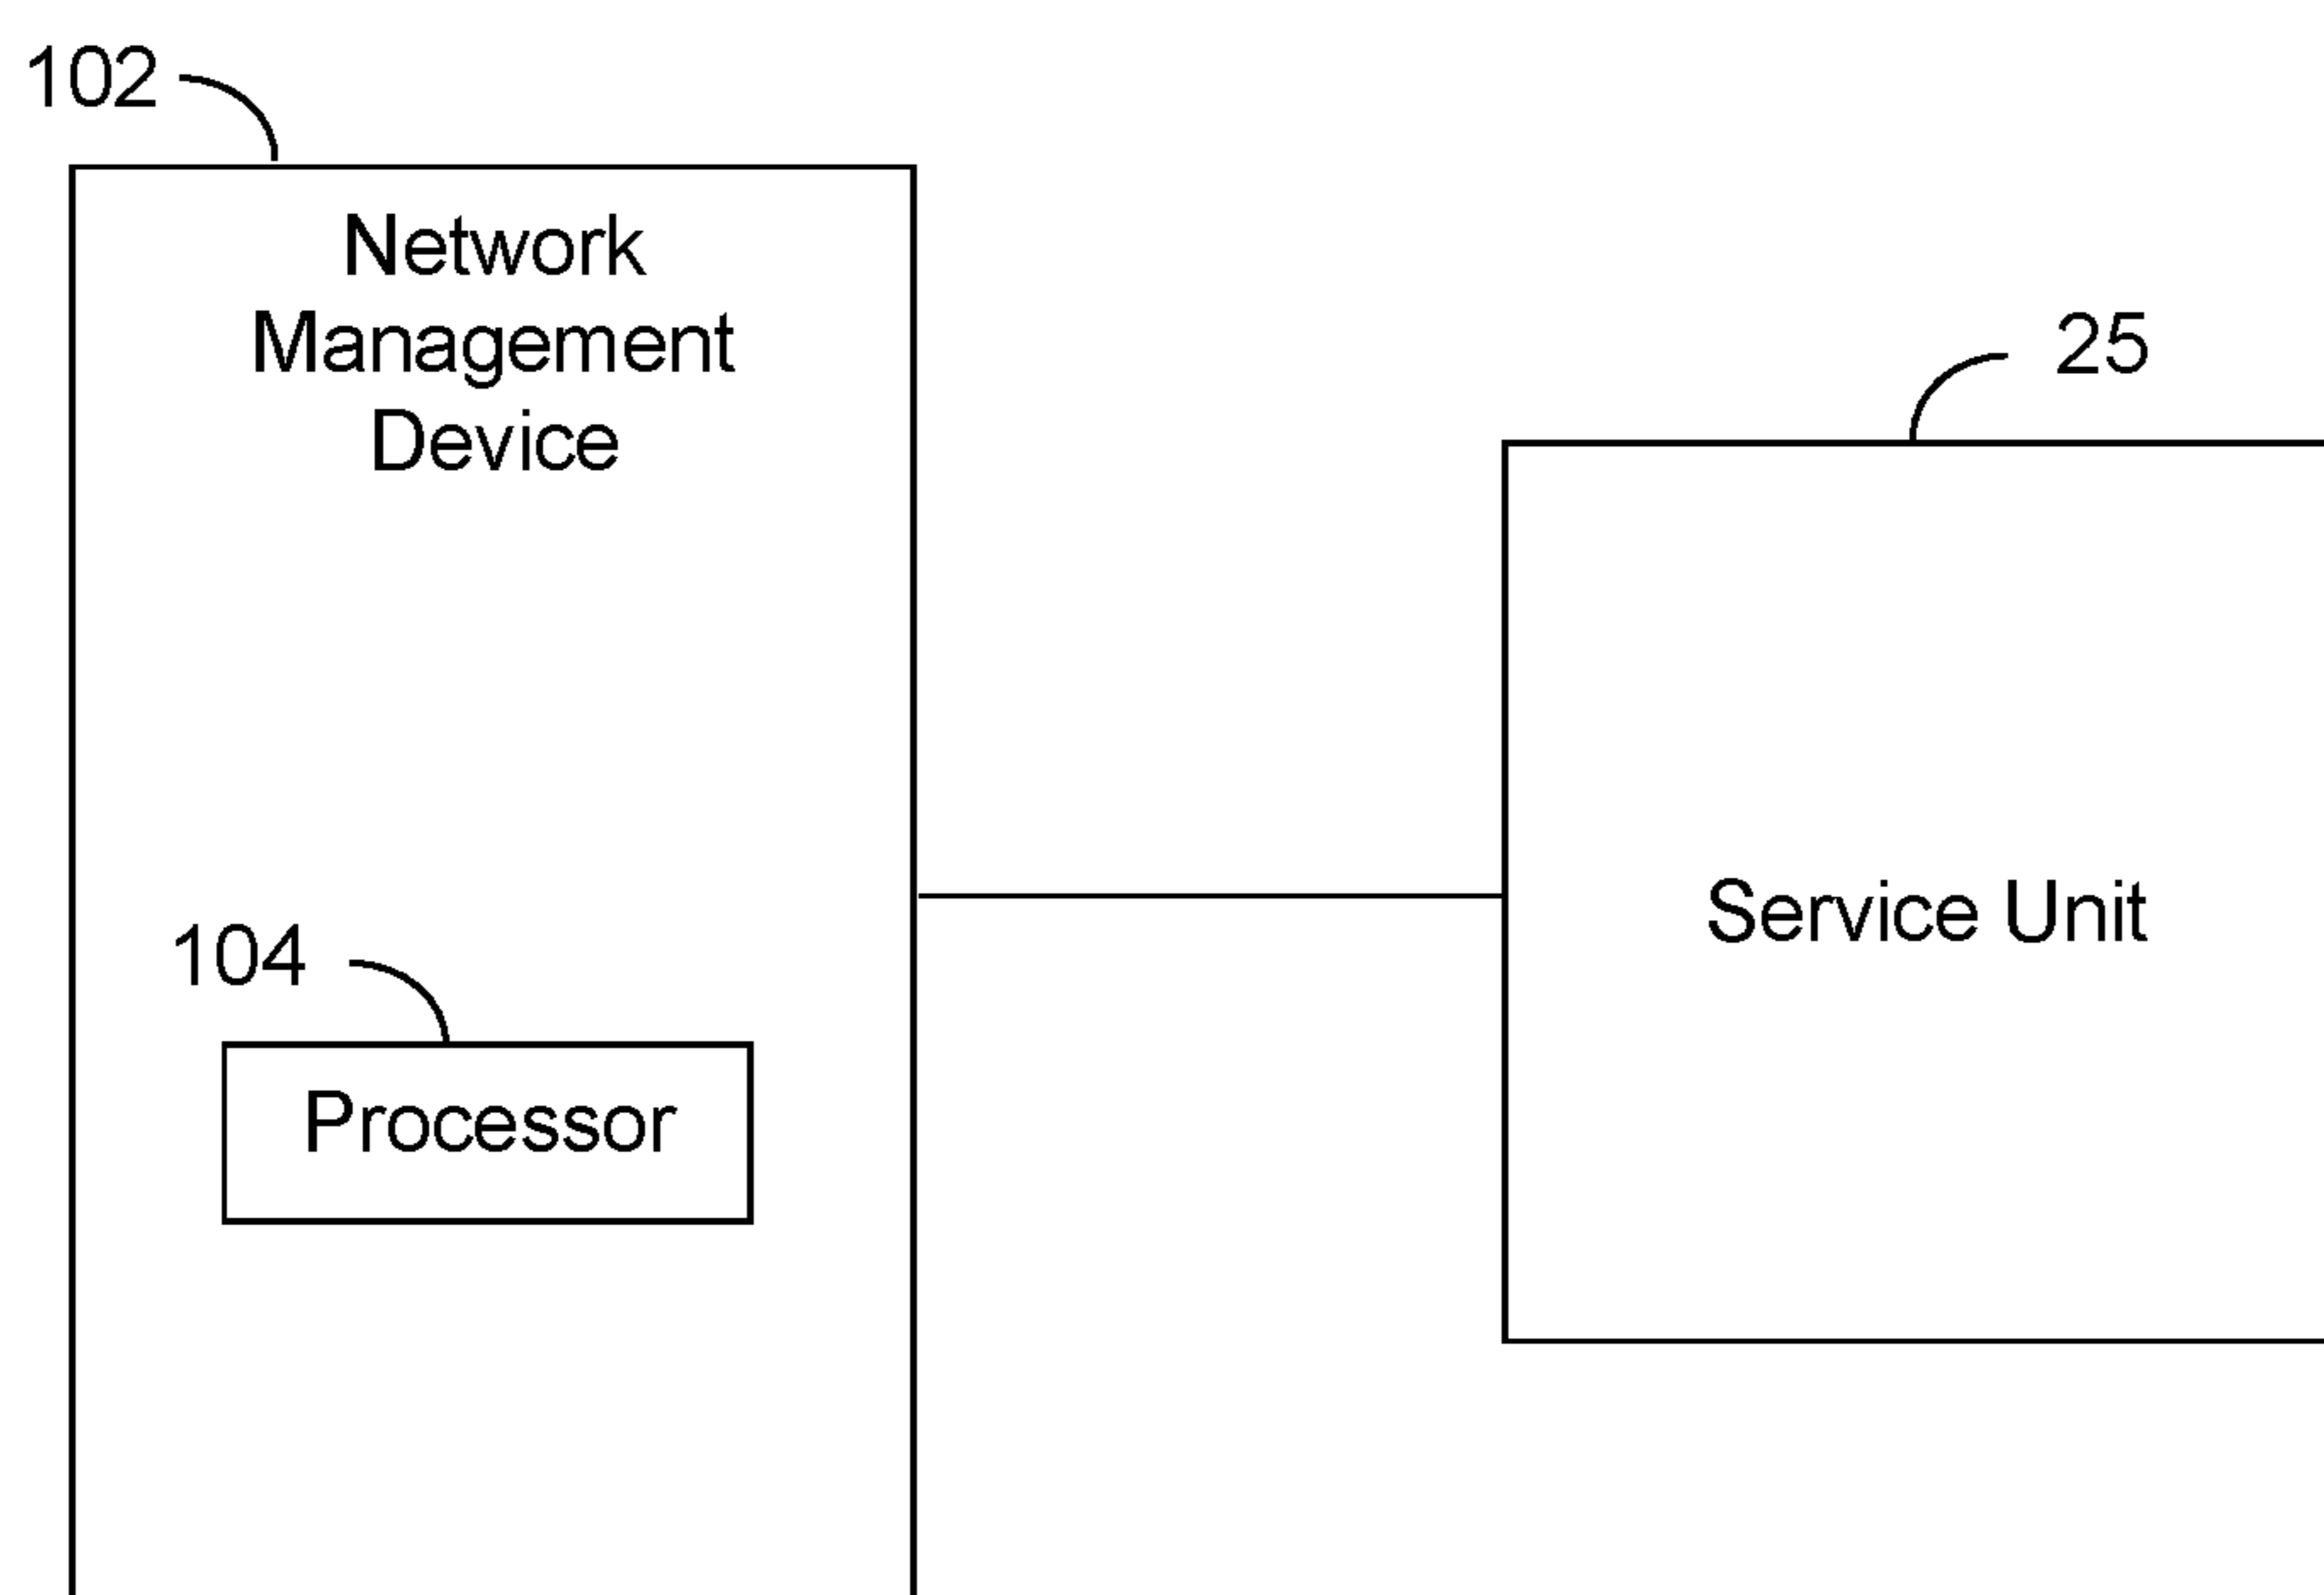 102
Network
Management
Device
25
Service Unit
104
Processor